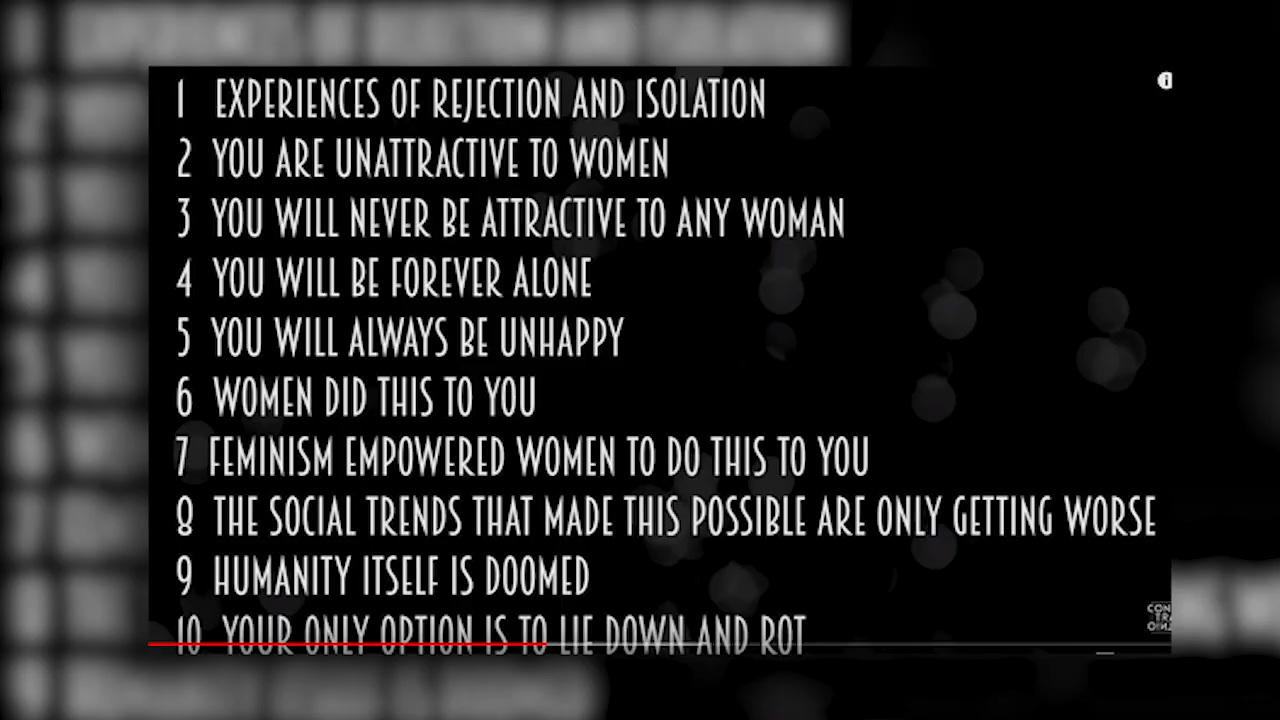 1 EXPERIENCES OF REJECTION AND ISOLATION
2 YOU ARE UNATTRACTIVE TO WOMEN
3 YOU WILL NEVER BE ATTRACTIVE TO ANY WOMAN
4 YOU WILL BE FOREVER ALONE
5 YOU WILL ALWAYS BE UNHAPPY
6 WOMEN DID THIS TO YOU
7 FEMINISM EMPOWERED WOMEN TO DO THIS TO YOU
8 THE SOCIAL TRENDS THAT MADE THIS POSSIBLE ARE ONLY GETTING WORSE
9 HUMANITY ITSELF IS DOOMED
10 YOUR ONLY OPTION IS TO LIE DOWN AND ROT